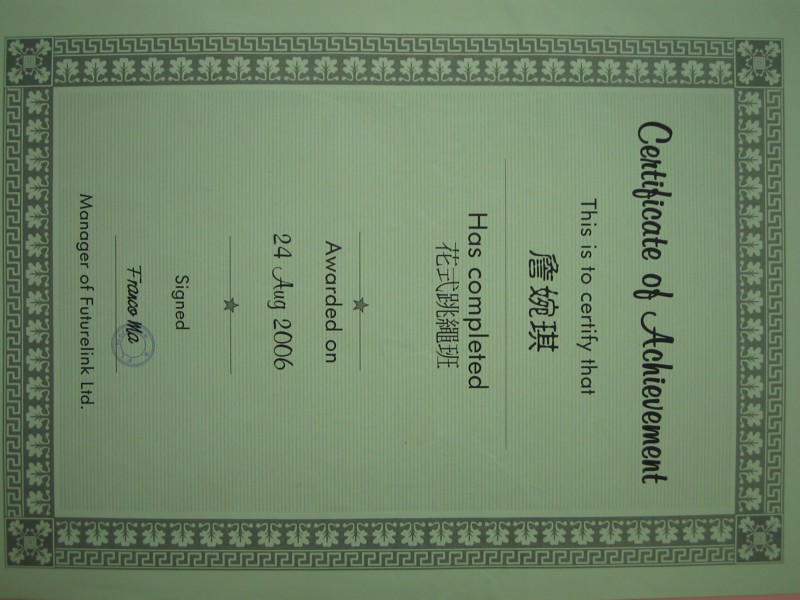 Certificate of Achievement
This is to certify that
詹婉琪
Has completed
花式跳繩班
Awarded on
24 Aug 2006
Signed
Franco Ma
Manager of Futurelink Ltd.